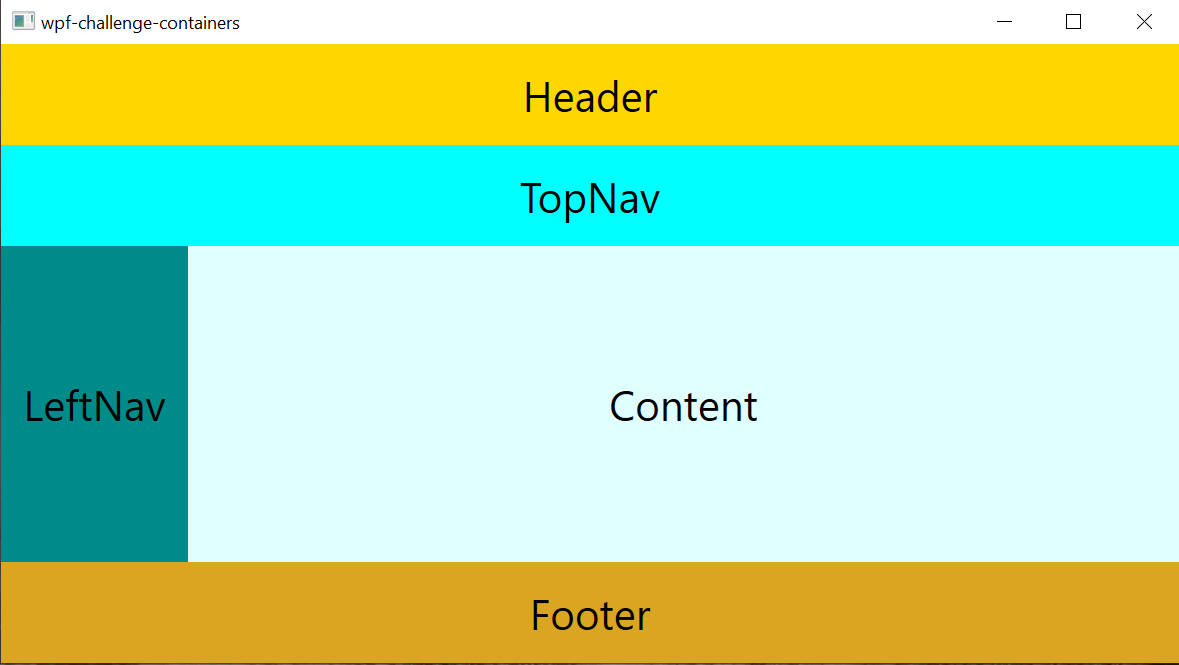 wpf-challenge-containers
Header
TopNav
LeftNav
Content
Footer